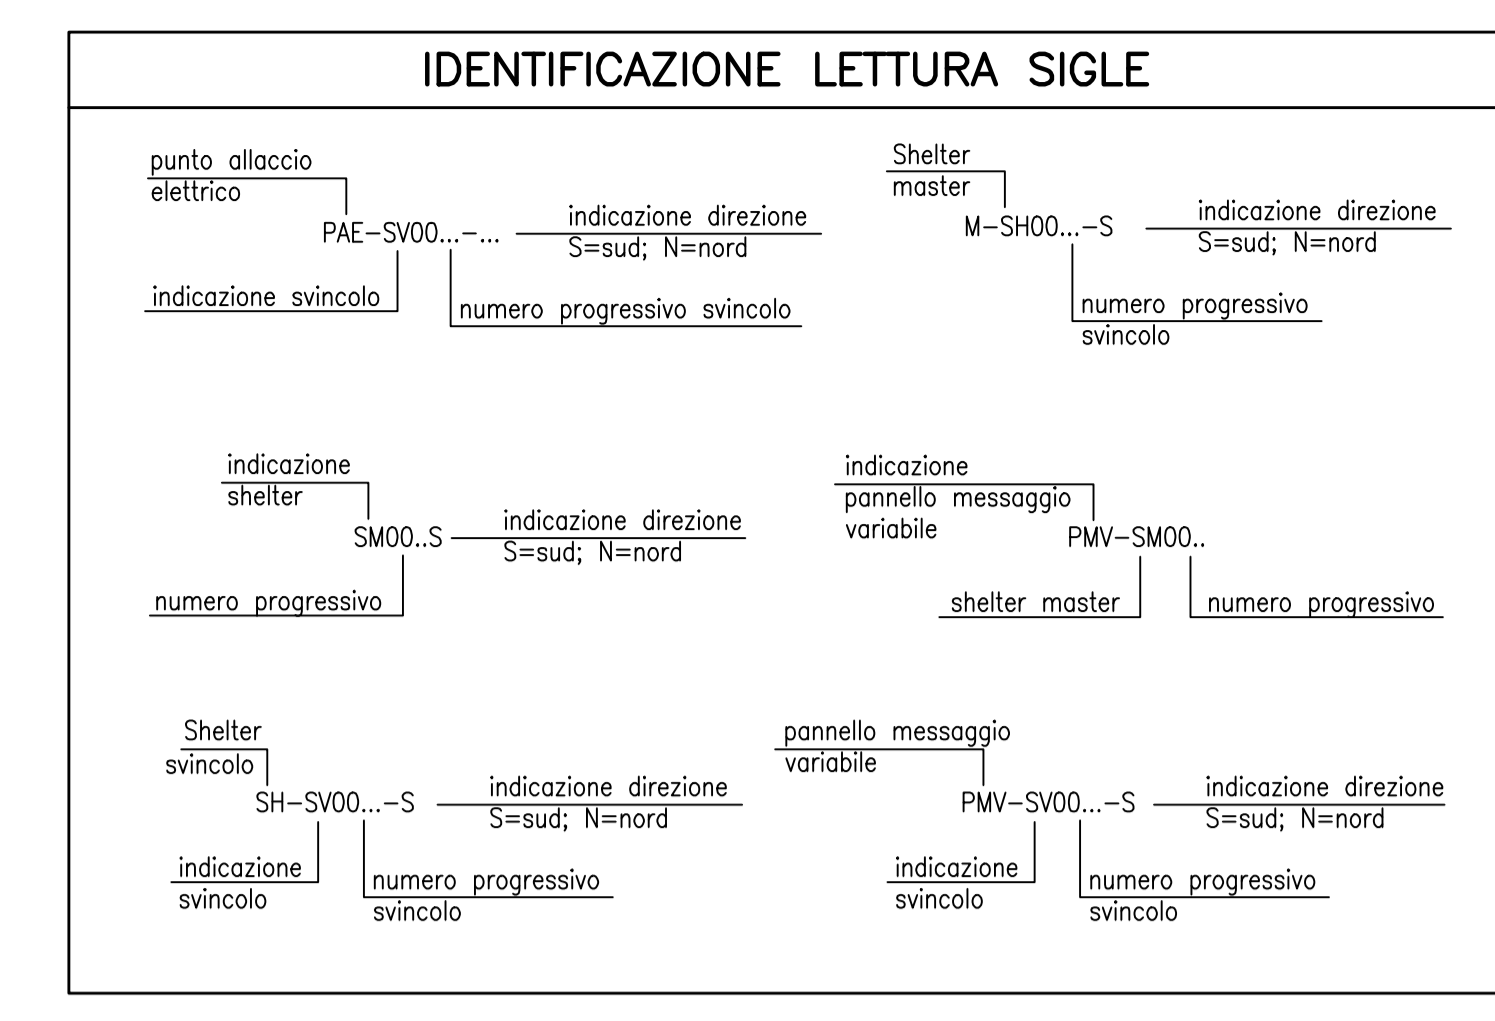 IDENTIFICAZIONE LETTURA SIGLE
punto allaccio
elettrico
PAE-SV00...-...
indicazione direzione
S=sud; N=nord
indicazione svincolo
numero progressivo svincolo
Shelter
master
M-SH00...-S
indicazione direzione
S=sud; N=nord
numero progressivo
svincolo
indicazione
shelter
SM00..S
indicazione direzione
S=sud; N=nord
numero progressivo
indicazione
pannello messaggio
variabile
PMV-SM00..
shelter master
numero progressivo
Shelter
svincolo
SH-SV00...-S
indicazione direzione
S=sud; N=nord
indicazione
svincolo
numero progressivo
svincolo
pannello messaggio
variabile
PMV-SV00...-S
indicazione direzione
S=sud; N=nord
indicazione
svincolo
numero progressivo
svincolo